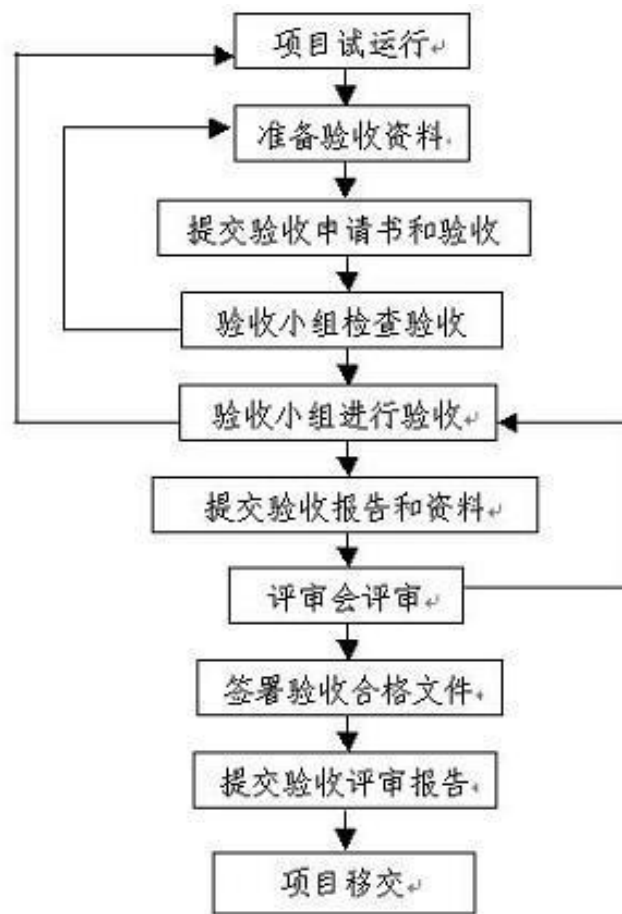 项目试运行
准备验收资料
提交验收申请书和验收
验收小组检查验收
验收小组进行验收
提交验收报告和资料
评审会评审
签署验收合格文件
提交验收评审报告
项目移交